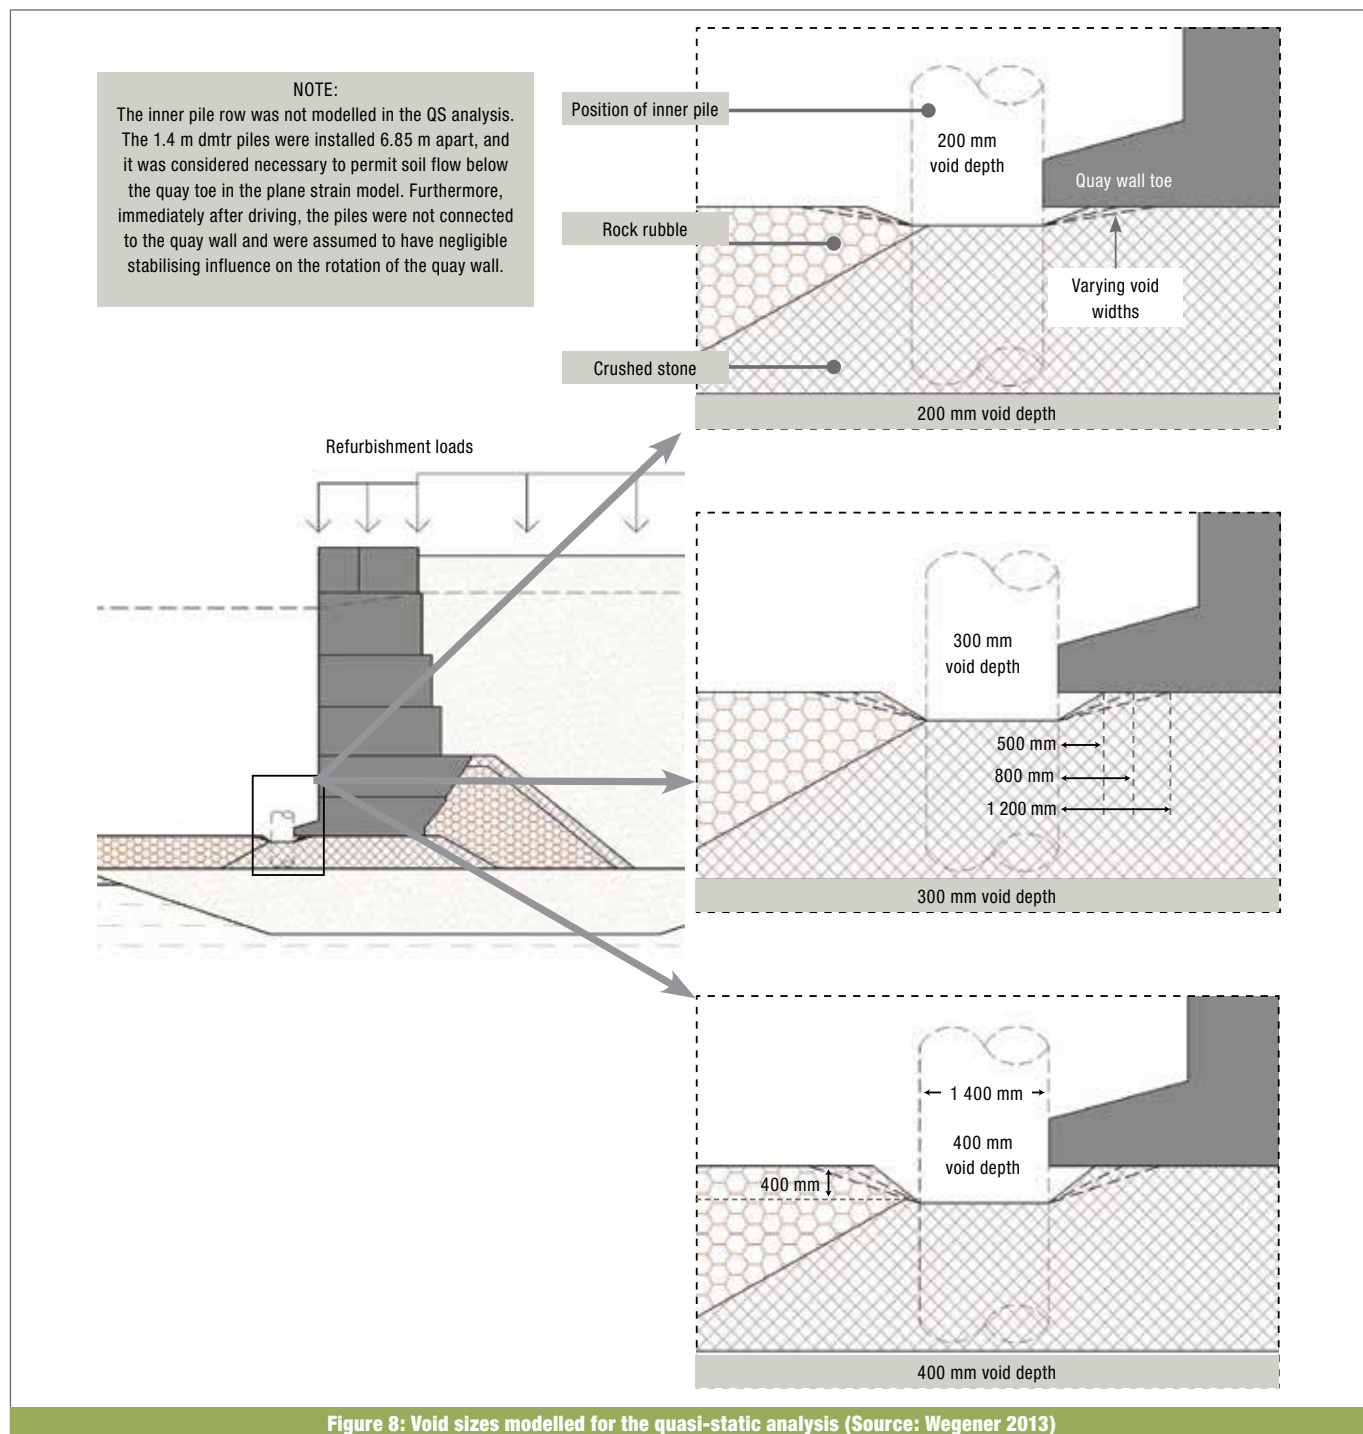 NOTE:
The inner pile row was not modelled in the QS analysis.
The 1.4 m dmtr piles were installed 6.85 m apart, and
it was considered necessary to permit soil flow below
the quay toe in the plane strain model. Furthermore,
immediately after driving, the piles were not connected
to the quay wall and were assumed to have negligible
stabilising influence on the rotation of the quay wall.
Position of inner pile
200 mm
void depth
Quay wall toe
Rock rubble
Varying void
widths
Crushed stone
200 mm void depth
Refurbishment loads
300 mm
void depth
500 mm
800 mm
1 200 mm
300 mm void depth
1 400 mm
400 mm
void depth
400 mm
400 mm void depth
Figure 8: Void sizes modelled for the quasi-static analysis (Source: Wegener 2013)